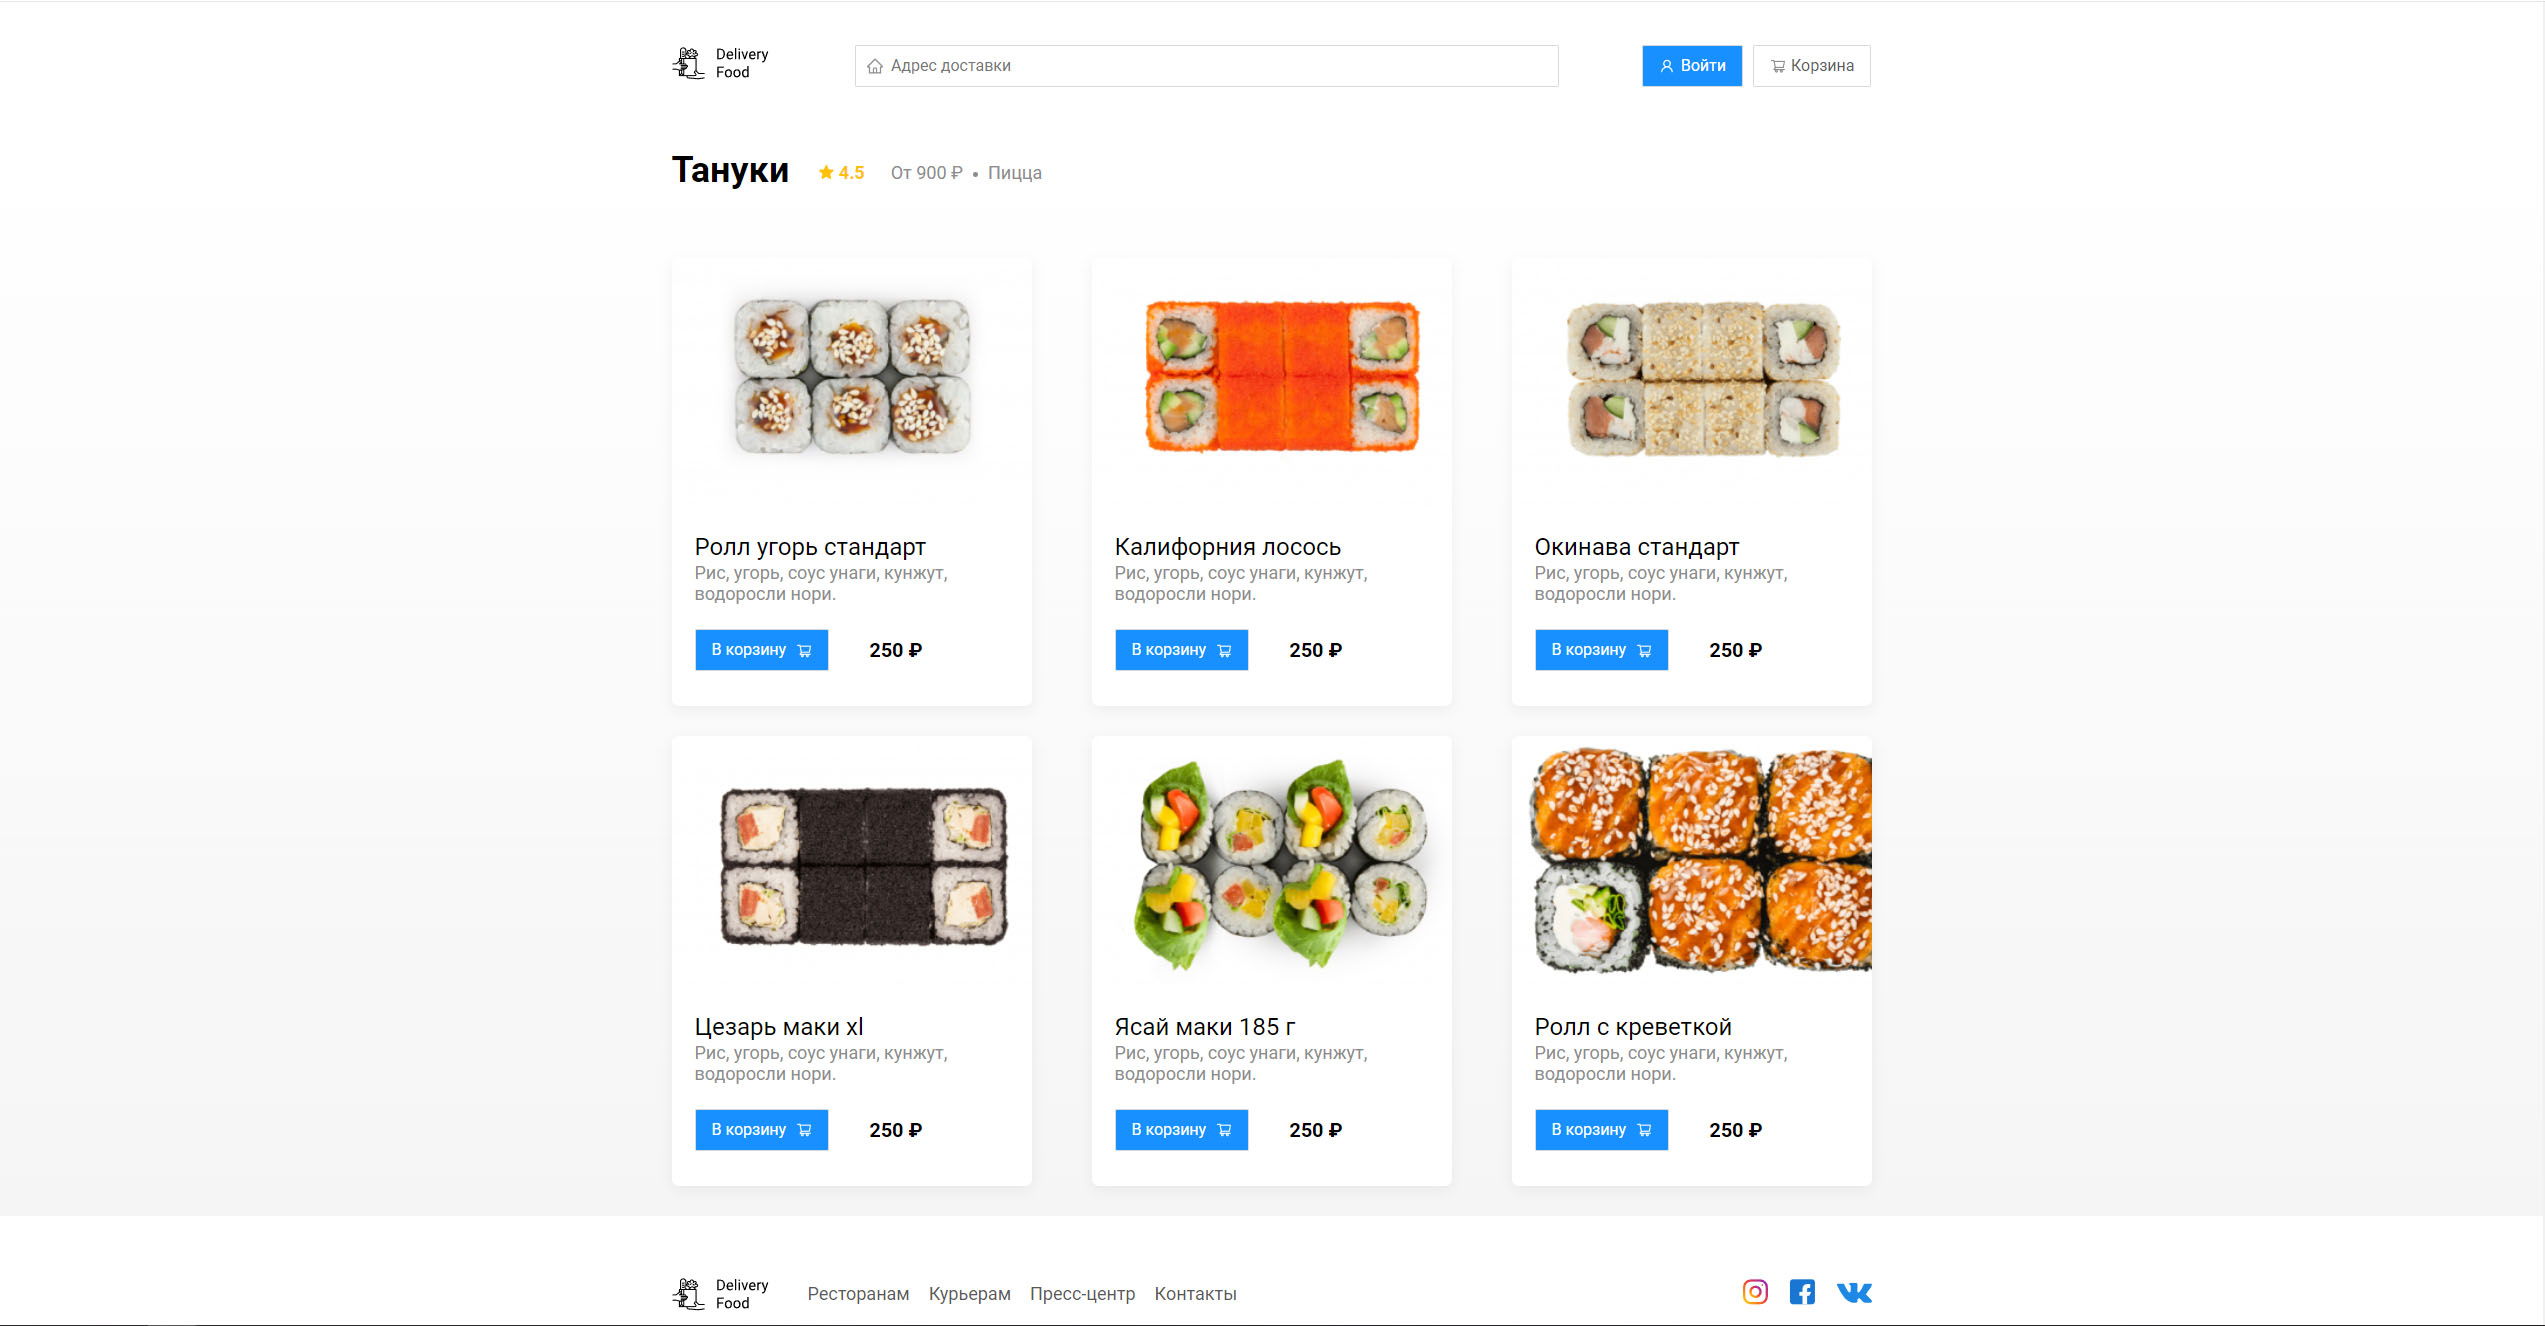 Delivery
Food
Адрес доставки
Войти
Корзина
Тануки
4.5
От 900 ₽ • Пицца
Ролл угорь стандарт
Рис, угорь, соус унаги, кунжут,
водоросли нори.
В корзину
250 ₽
Калифорния лосось
Рис, угорь, соус унаги, кунжут,
водоросли нори.
В корзину
250 ₽
Окинава стандарт
Рис, угорь, соус унаги, кунжут,
водоросли нори.
В корзину
250 ₽
Цезарь маки xl
Рис, угорь, соус унаги, кунжут,
водоросли нори.
В корзину
250 ₽
Ясай маки 185 г
Рис, угорь, соус унаги, кунжут,
водоросли нори.
В корзину
250 ₽
Ролл с креветкой
Рис, угорь, соус унаги, кунжут,
водоросли нори.
В корзину
250 ₽
Delivery
Food
Ресторанам
Курьерам
Пресс-центр
Контакты